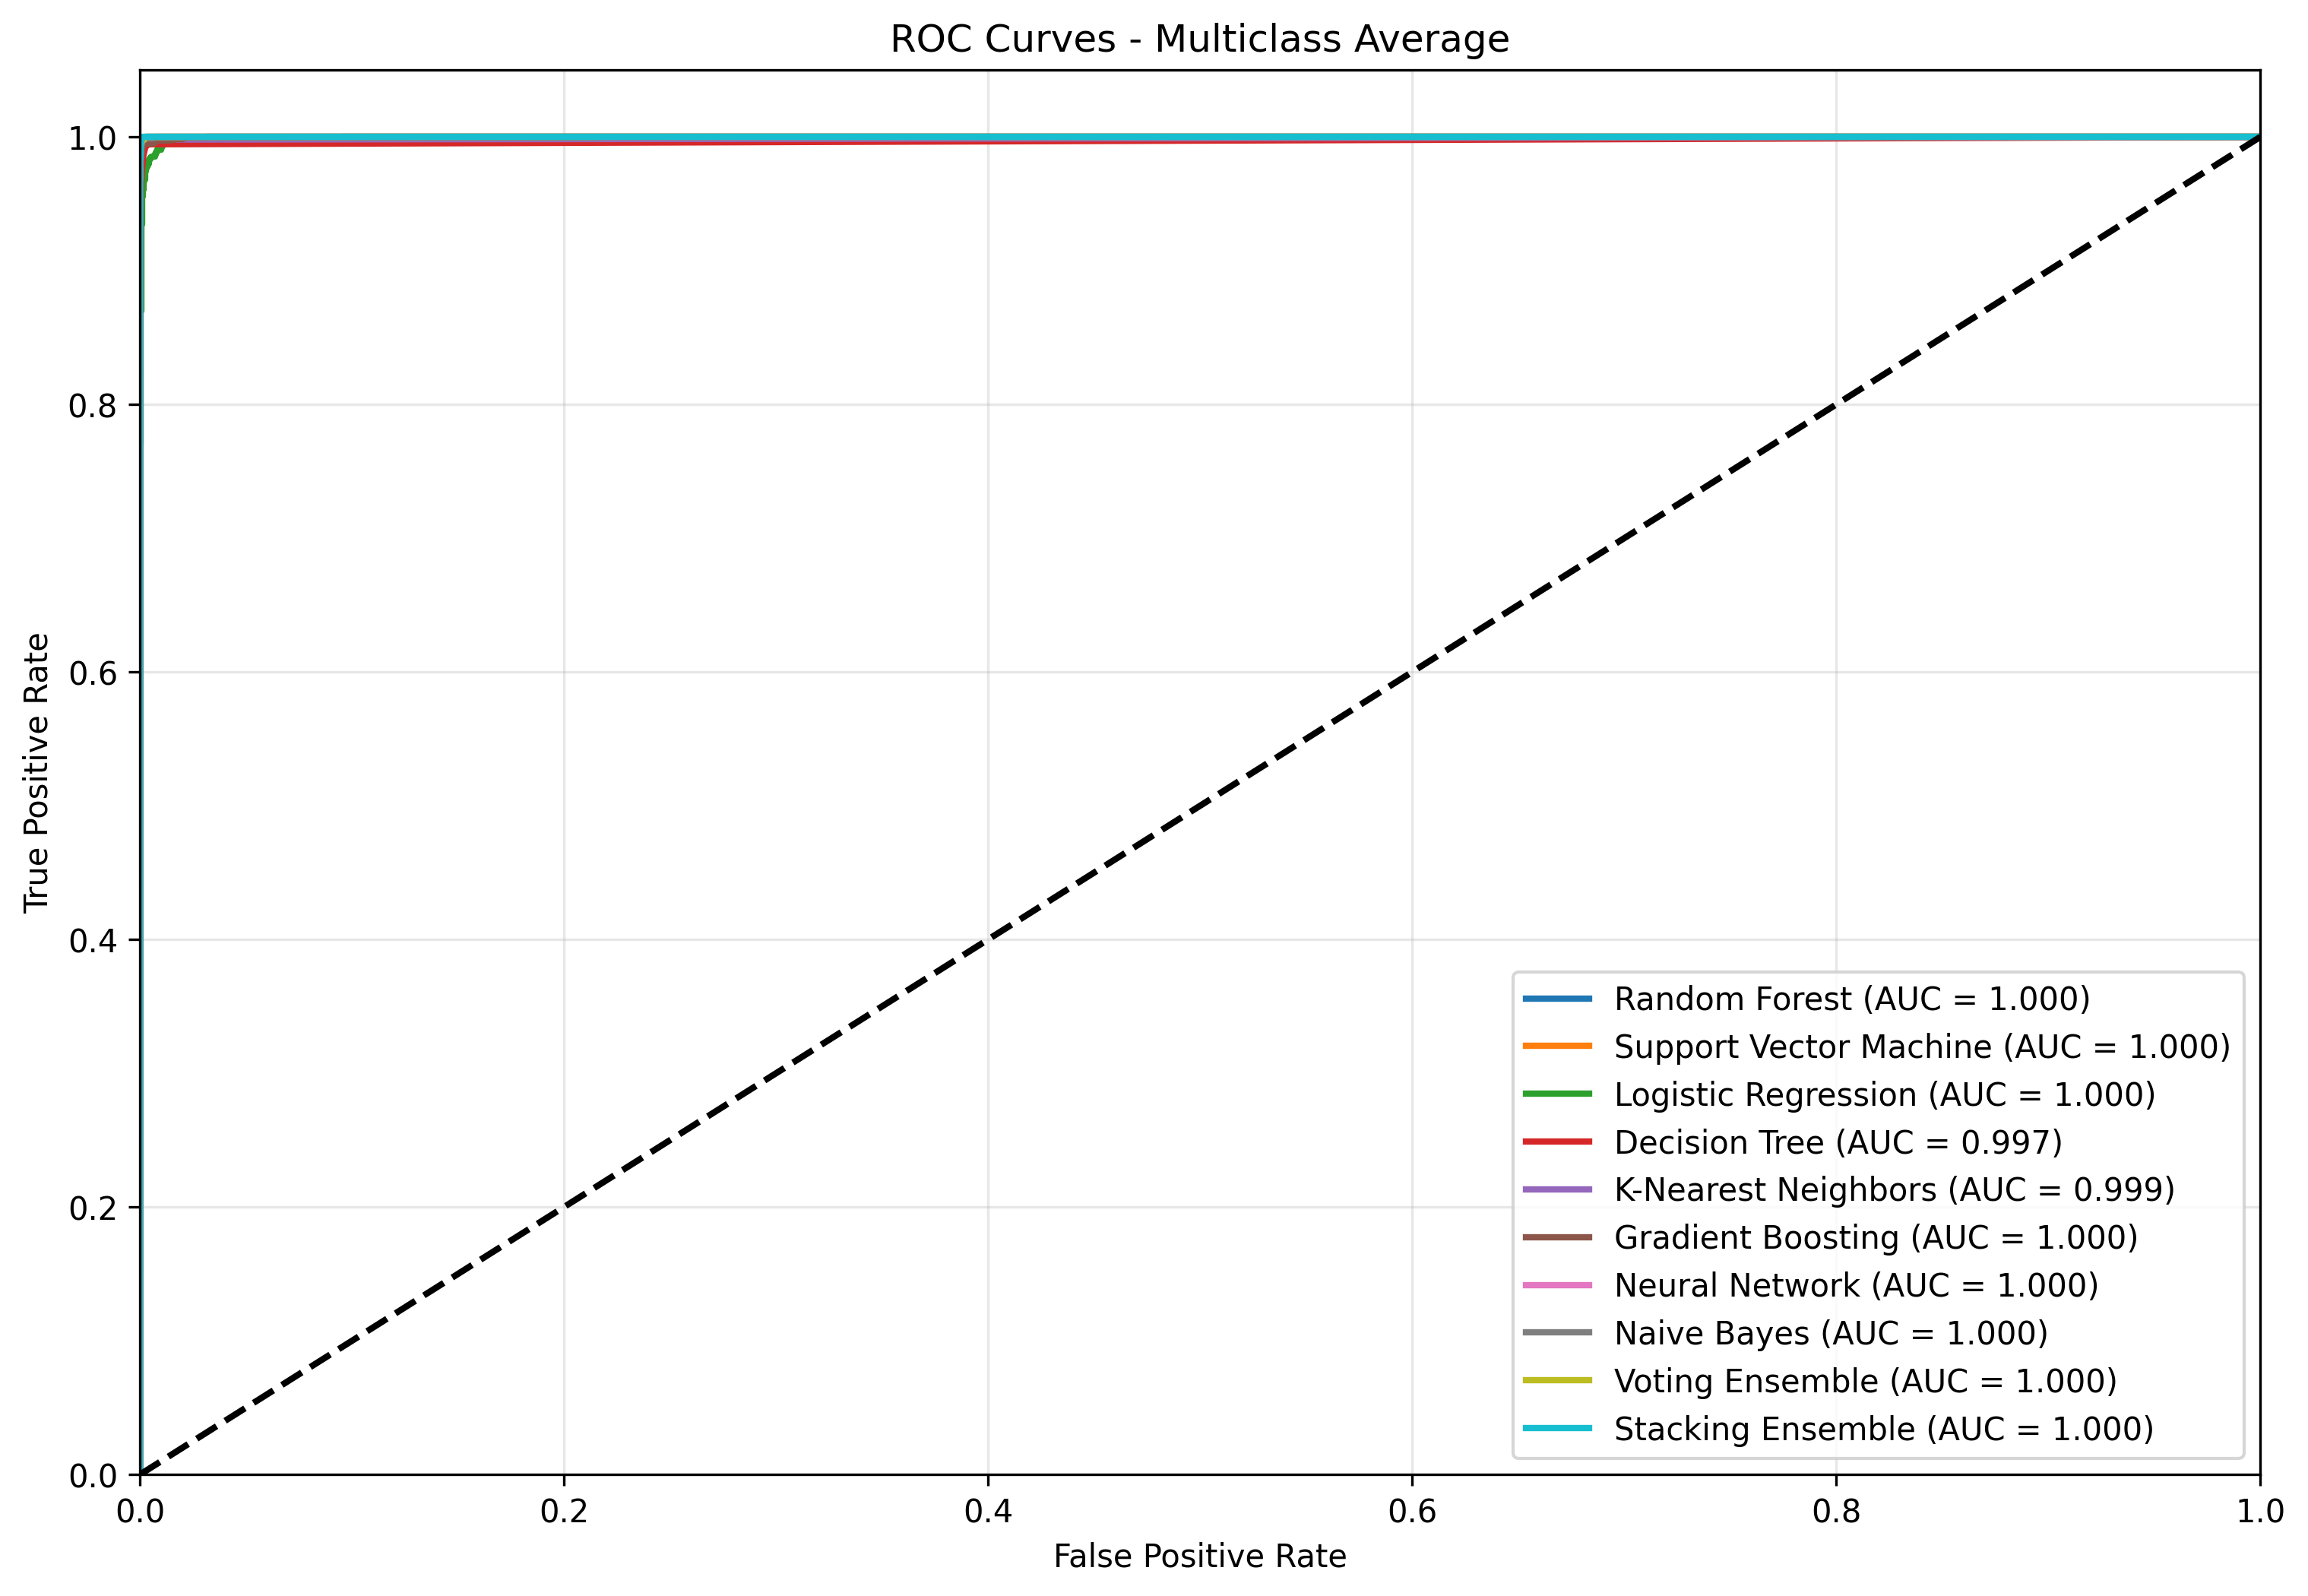 ROC Curves - Multiclass Average
True Positive Rate
1.0
0.8
0.6
0.4
0.2
0.0
Random Forest (AUC = 1.000)
Support Vector Machine (AUC = 1.000)
Logistic Regression (AUC = 1.000)
Decision Tree (AUC = 0.997)
K-Nearest Neighbors (AUC = 0.999)
Gradient Boosting (AUC = 1.000)
Neural Network (AUC = 1.000)
Naive Bayes (AUC = 1.000)
Voting Ensemble (AUC = 1.000)
Stacking Ensemble (AUC = 1.000)
0.0 0.2 0.4 0.6 0.8 1.0
False Positive Rate